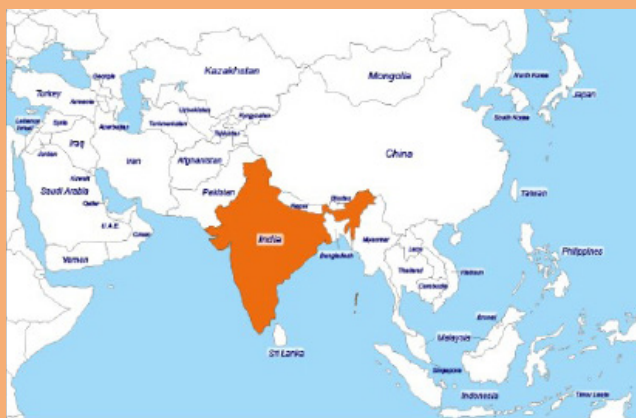 Kazakhstan
Mongolia
Georgia
North Korea
Turkey
Armenia
Uzbekistan
Kyrgyzstan
Japan
Azerbaijan
Turkmenistan
South Korea
Lebanon
Syria
Tajikistan
Israel
Iraq
Iran
Afghanistan
China
Jordan
Kuwait
Pakistan
Saudi Arabia
Qatar
Nepal
Bhutan
Taiwan
U.A.E.
Oman
India
Myanmar
Laos
Yemen
Bangladesh
Philippines
Thailand
Vietnam
Cambodia
Brunei
Sri Lanka
Malaysia
Singapore
Indonesia
Timor Leste